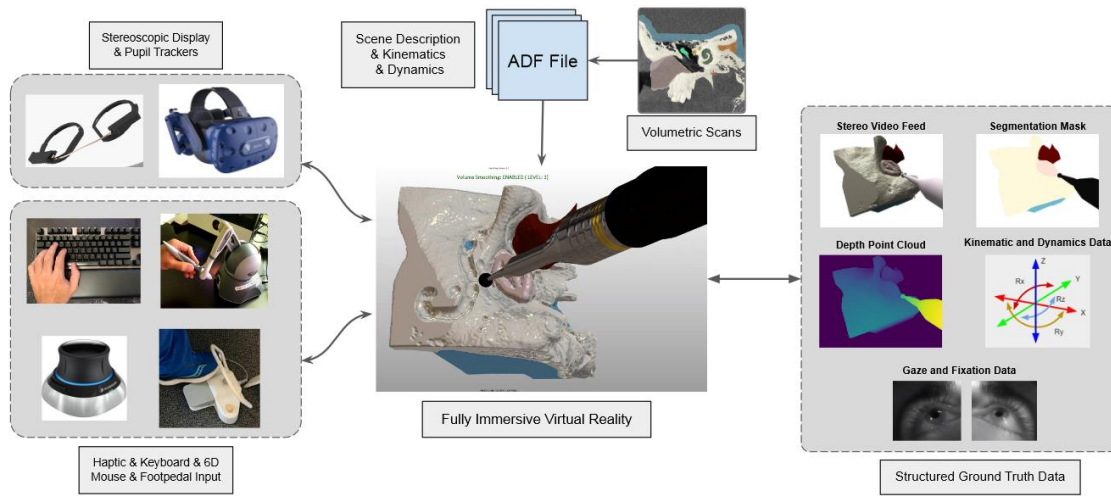 Stereoscopic Display
& Pupil Trackers
Scene Description
& Kinematics
& Dynamics
ADF File
Volumetric Scans
Stereo Video Feed
Segmentation Mask
Depth Point Cloud
Kinematic and Dynamics Data
Z
Y
X
Rx
Rz
Ry
Gaze and Fixation Data
Structured Ground Truth Data
Volume Smoothing: ENABLED ( LEVEL: 2)
Fully Immersive Virtual Reality
Haptic & Keyboard & 6D
Mouse & Footpedal Input